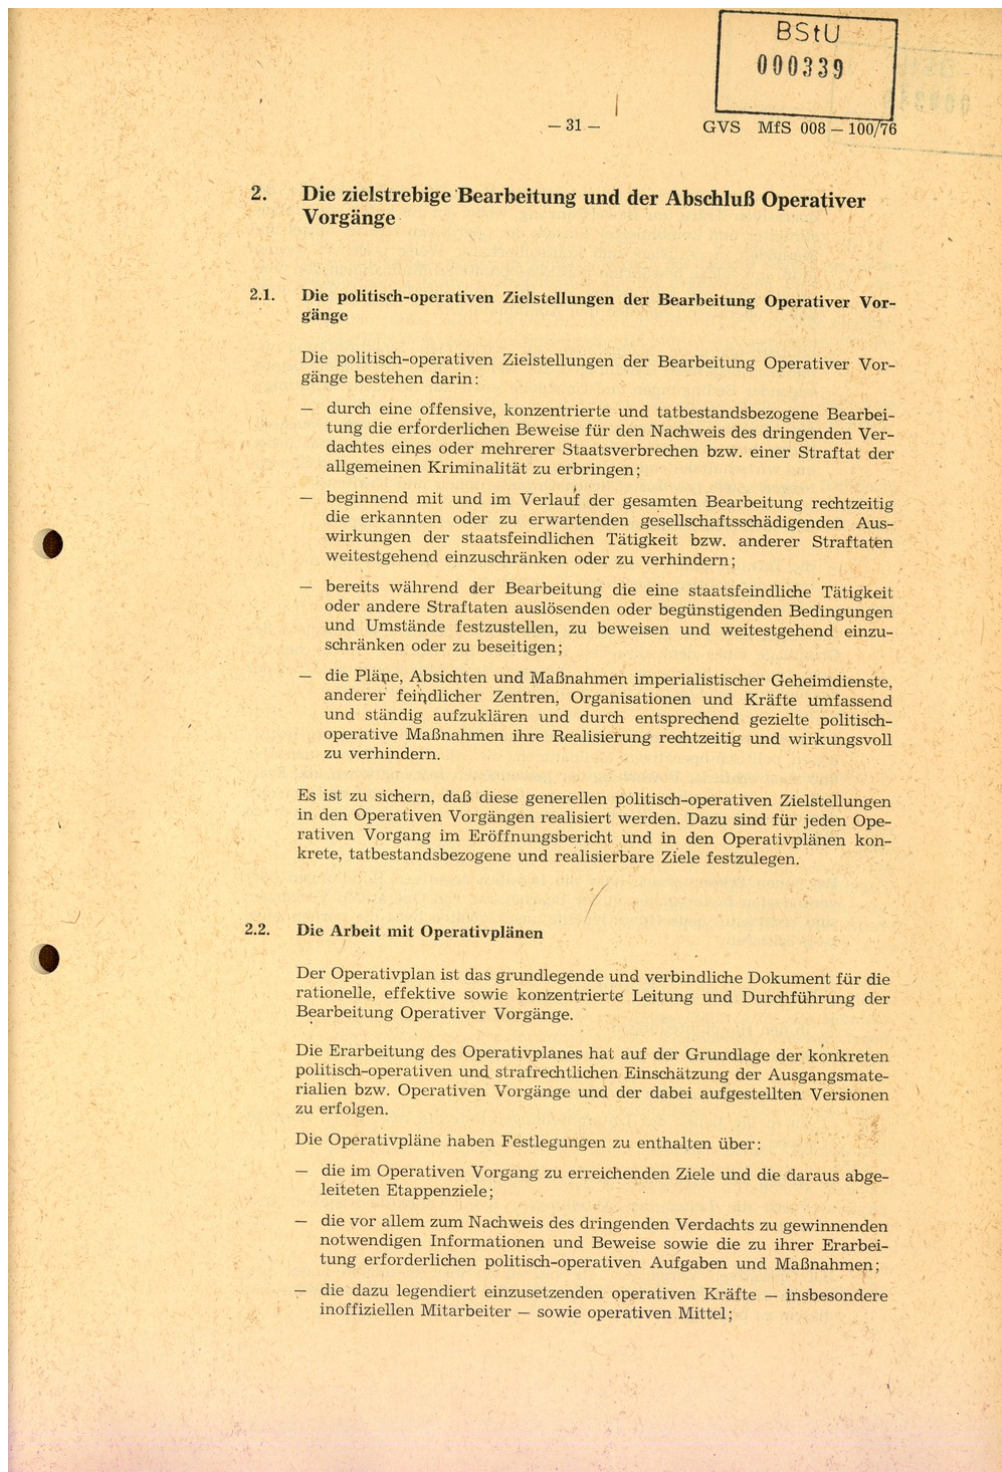 BStU
000339
– 31 –
GVS MfS 008 – 100/76
2. Die zielstrebige Bearbeitung und der Abschluß Operativer
Vorgänge
2.1. Die politisch-operativen Zielstellungen der Bearbeitung Operativer Vor-
gänge
Die politisch-operativen Zielstellungen der Bearbeitung Operativer Vor-
gänge bestehen darin:
— durch eine offensive, konzentrierte und tatbestandsbezogene Bearbei-
tung die erforderlichen Beweise für den Nachweis des dringenden Ver-
dachtes eines oder mehrerer Staatsverbrechen bzw. einer Straftat der
allgemeinen Kriminalität zu erbringen;
— beginnend mit und im Verlauf der gesamten Bearbeitung rechtzeitig
die erkannten oder zu erwartenden gesellschaftsschädigenden Aus-
wirkungen der staatsfeindlichen Tätigkeit bzw. anderer Straftaten
weitestgehend einzuschränken oder zu verhindern;
— bereits während der Bearbeitung die eine staatsfeindliche Tätigkeit
oder andere Straftaten auslösenden oder begünstigenden Bedingungen
und Umstände festzustellen, zu beweisen und weitestgehend einzu-
schränken oder zu beseitigen;
— die Pläne, Absichten und Maßnahmen imperialistischer Geheimdienste,
anderer feindlicher Zentren, Organisationen und Kräfte umfassend
und ständig aufzuklären und durch entsprechend gezielte politisch-
operative Maßnahmen ihre Realisierung rechtzeitig und wirkungsvoll
zu verhindern.
Es ist zu sichern, daß diese generellen politisch-operativen Zielstellungen
in den Operativen Vorgängen realisiert werden. Dazu sind für jeden Ope-
rativen Vorgang im Eröffnungsbericht und in den Operativplänen kon-
krete, tatbestandsbezogene und realisierbare Ziele festzulegen.
2.2. Die Arbeit mit Operativplänen
Der Operativplan ist das grundlegende und verbindliche Dokument für die
rationelle, effektive sowie konzentrierte Leitung und Durchführung der
Bearbeitung Operativer Vorgänge.
Die Erarbeitung des Operativplanes hat auf der Grundlage der konkreten
politisch-operativen und strafrechtlichen Einschätzung der Ausgangsmate-
rialien bzw. Operativen Vorgänge und der dabei aufgestellten Versionen
zu erfolgen.
Die Operativpläne haben Festlegungen zu enthalten über:
— die im Operativen Vorgang zu erreichenden Ziele und die daraus abge-
leiteten Etappenziele;
— die vor allem zum Nachweis des dringenden Verdachts zu gewinnenden
notwendigen Informationen und Beweise sowie die zu ihrer Erarbei-
tung erforderlichen politisch-operativen Aufgaben und Maßnahmen;
— die dazu legendiert einzusetzenden operativen Kräfte — insbesondere
inoffiziellen Mitarbeiter — sowie operativen Mittel;